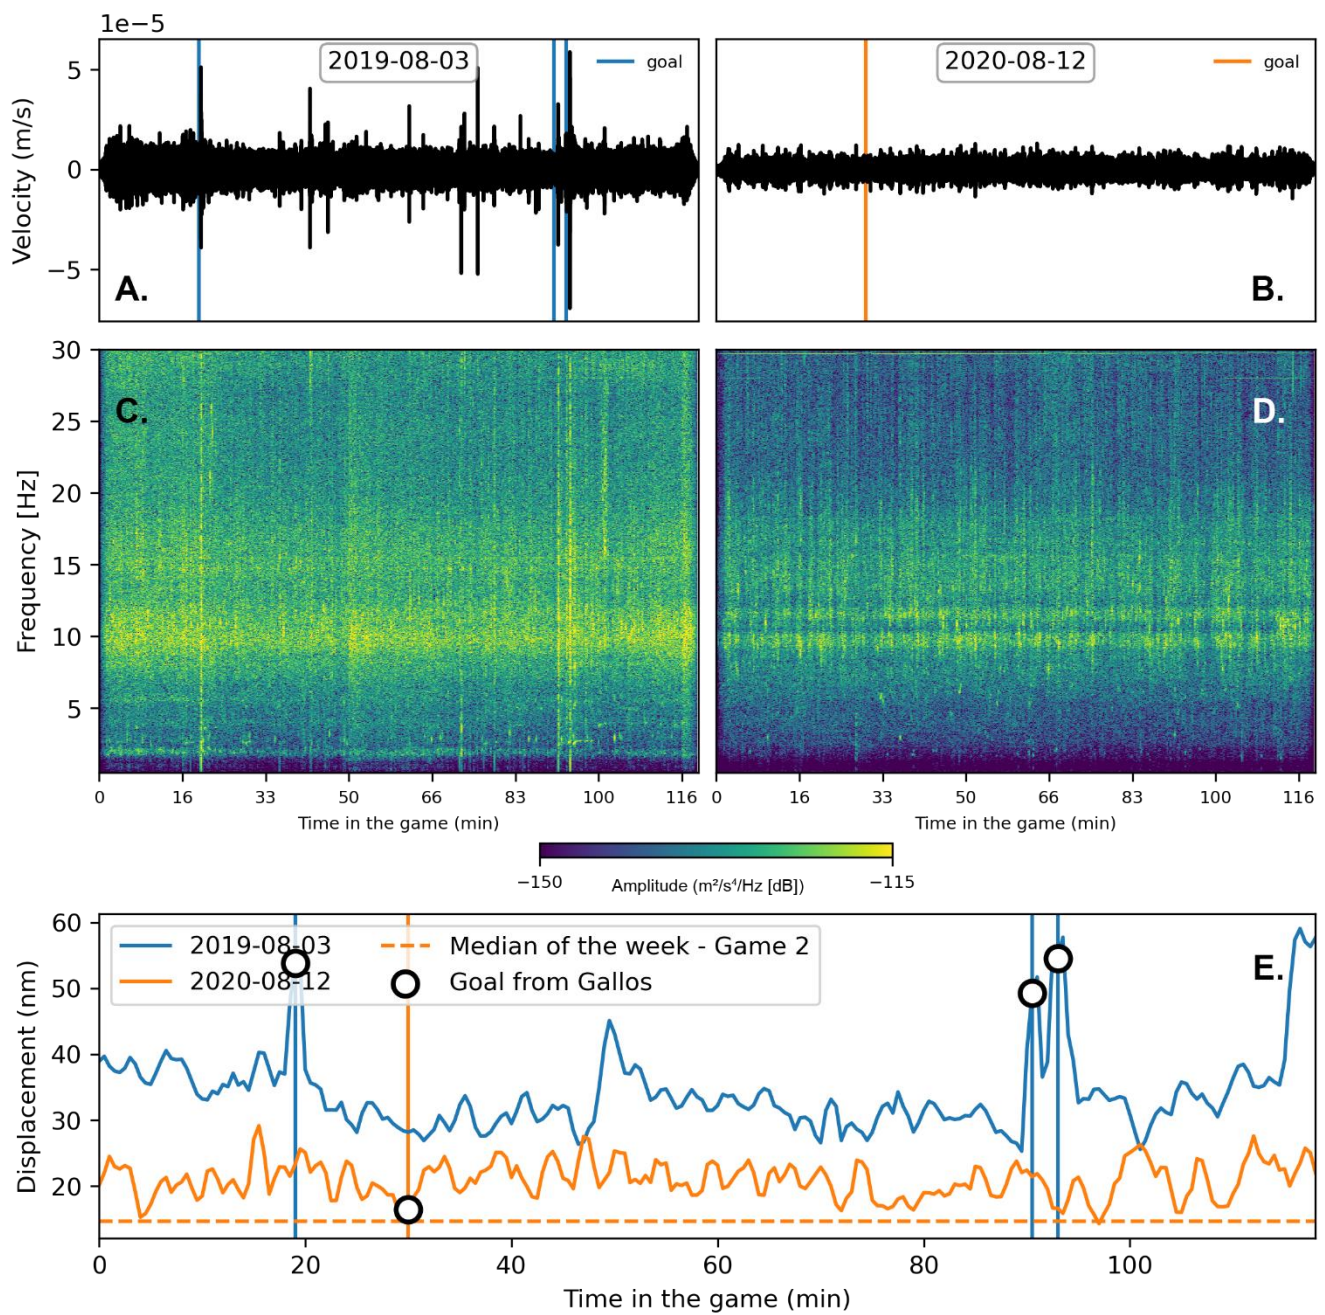 1e−5
2019-08-03
goal
2020-08-12
goal
5
0
−5
Velocity (m/s)
A.
B.
30
25
20
15
10
5
Frequency [Hz]
C.
D.
0 16 33 50 66 83 100 116
0 16 33 50 66 83 100 116
Time in the game (min)
Time in the game (min)
−150
−115
Amplitude (m²/s⁴/Hz [dB])
60
50
40
30
20
Displacement (nm)
2019-08-03
2020-08-12
Median of the week - Game 2
Goal from Gallos
E.
0 20 40 60 80 100
Time in the game (min)